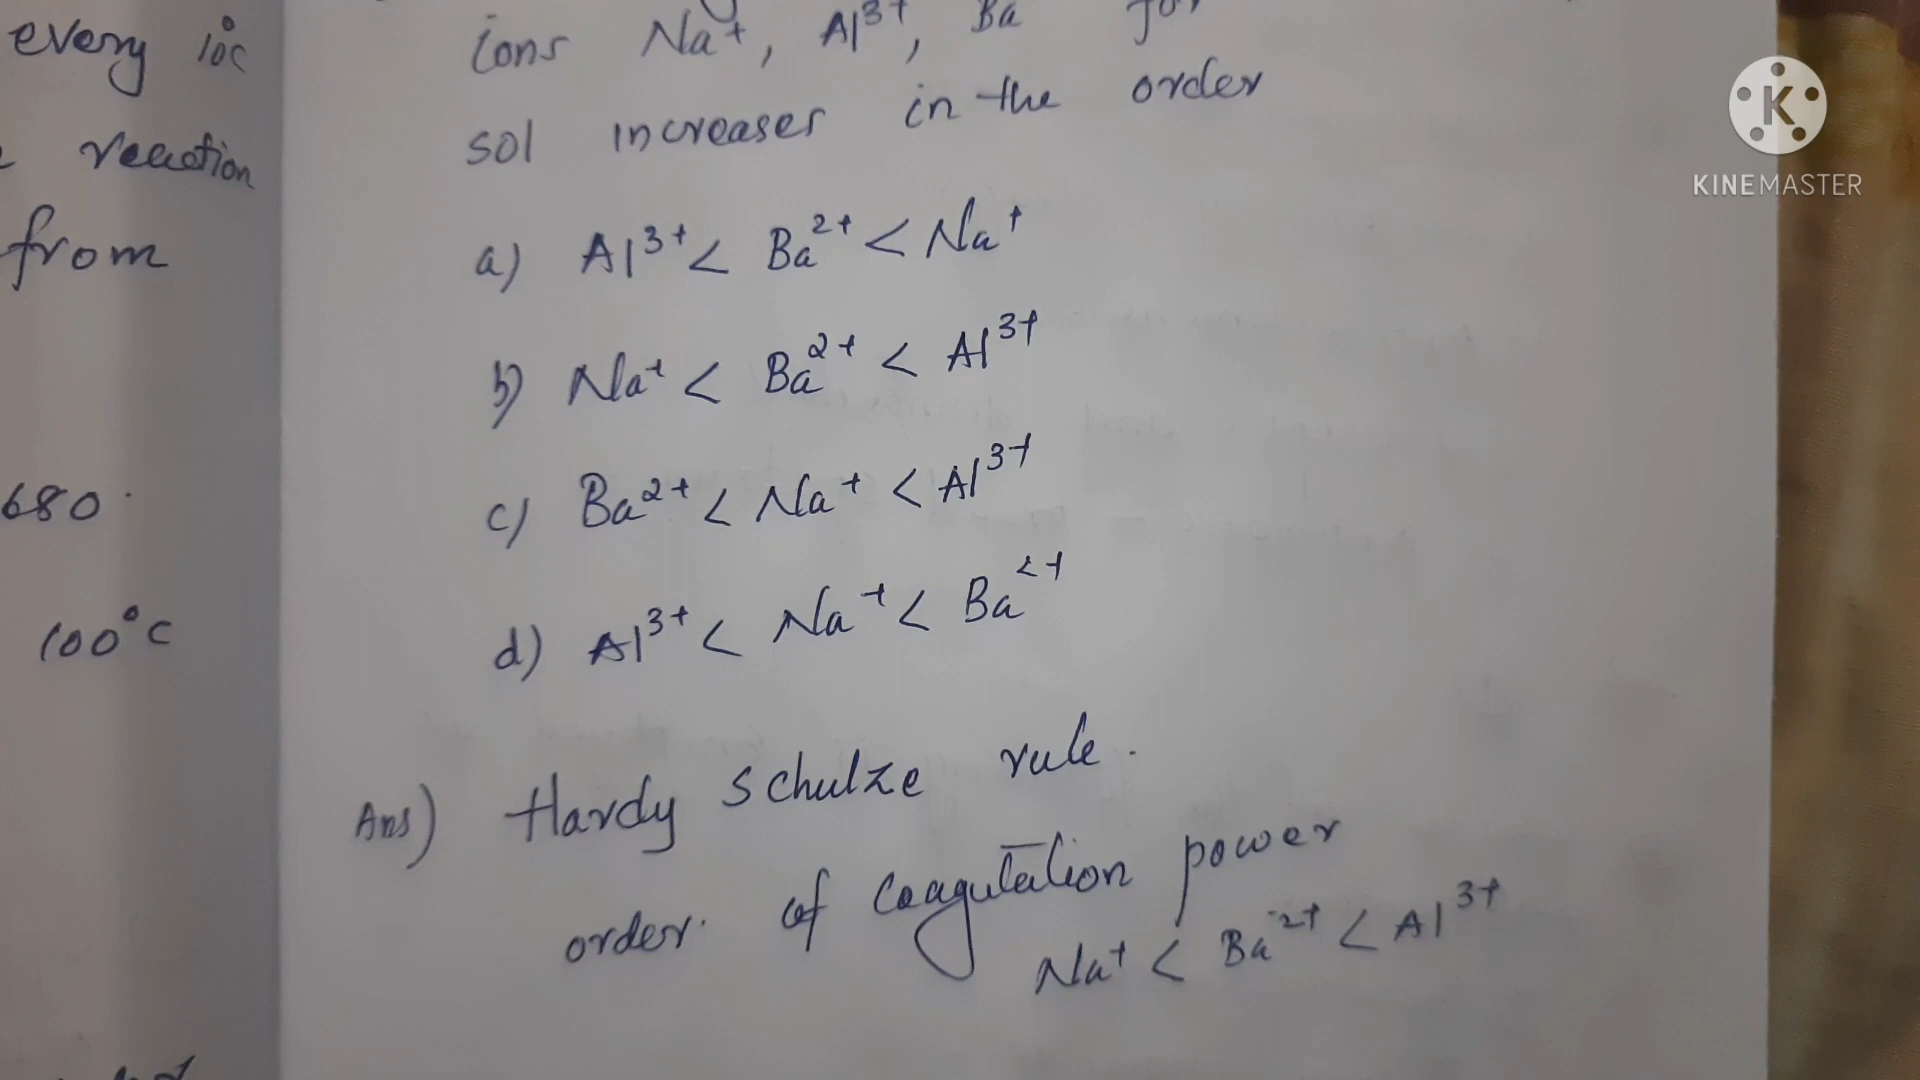 every 10c
reaction
from
680.
100°C
ions Na+, Al3+, Ba for
sol increases in the order
a) Al3+ < Ba2+ < Na+
b) Na+ < Ba2+ < Al3+
c) Ba2+ < Na+ < Al3+
d) Al3+ < Na+ < Ba2+
Ans) Hardy Schulze rule.
order of Coagulation power
Na+ < Ba2+ < Al3+
K
KINEMASTER